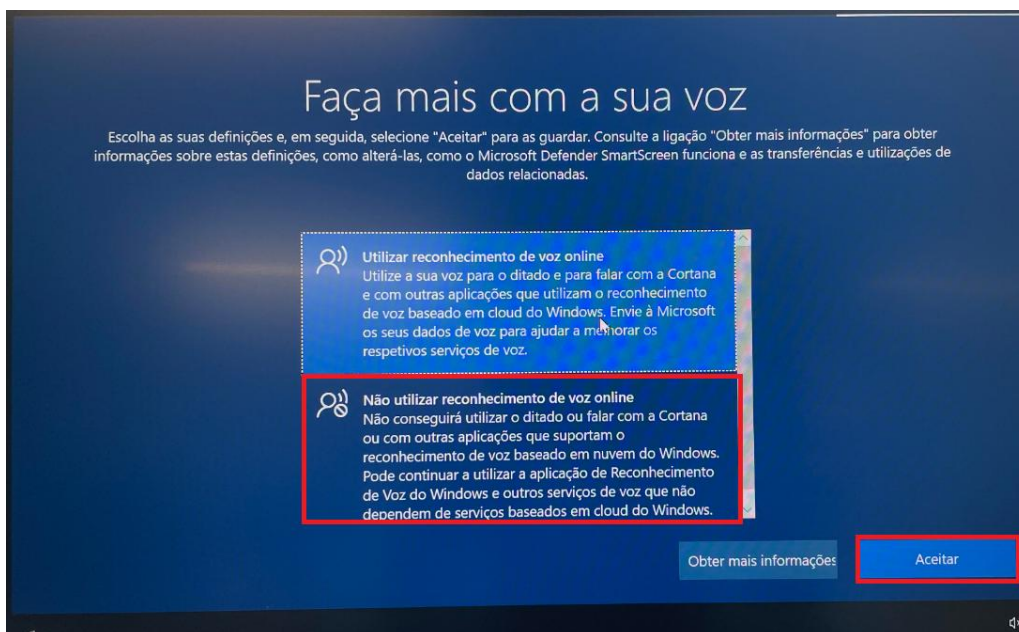 Faça mais com a sua voz
Escolha as suas definições e, em seguida, selecione "Aceitar" para as guardar. Consulte a ligação "Obter mais informações" para obter
informações sobre estas definições, como alterá-las, como o Microsoft Defender SmartScreen funciona e as transferências e utilizações de
dados relacionadas.
Utilizar reconhecimento de voz online
Utilize a sua voz para o ditado e para falar com a Cortana
e com outras aplicações que utilizam o reconhecimento
de voz baseado em cloud do Windows. Envie à Microsoft
os seus dados de voz para ajudar a melhorar os
respetivos serviços de voz.
Não utilizar reconhecimento de voz online
Não conseguirá utilizar o ditado ou falar com a Cortana
ou com outras aplicações que suportam o
reconhecimento de voz baseado em nuvem do Windows.
Pode continuar a utilizar a aplicação de Reconhecimento
de Voz do Windows e outros serviços de voz que não
dependem de serviços baseados em cloud do Windows.
Obter mais informações
Aceitar